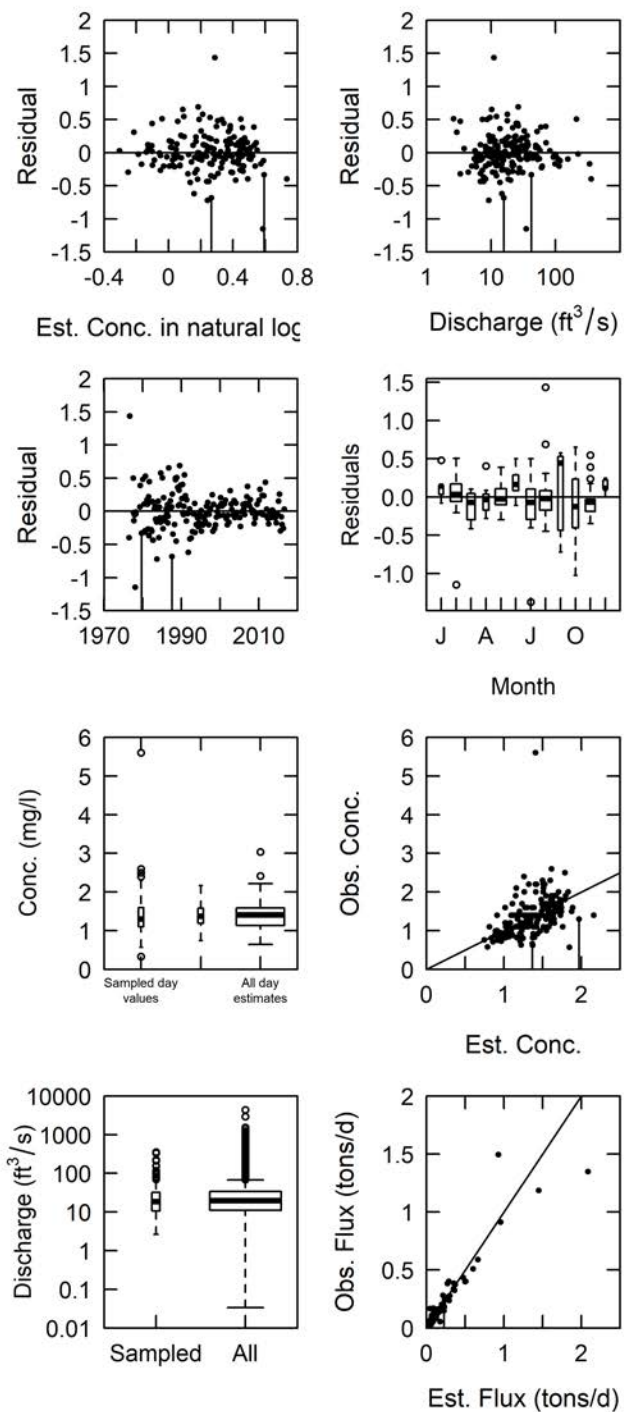 2
1.5
1
0.5
0
-0.5
-1
-1.5
Residual
-0.4 0 0.4 0.8
Est. Conc. in natural log
2
1.5
1
0.5
0
-0.5
-1
-1.5
Residual
1 10 100
Discharge (ft³/s)
2
1.5
1
0.5
0
-0.5
-1
-1.5
Residual
1970 1990 2010
1.5
1.0
0.5
0.0
-0.5
-1.0
Residuals
J A J O
Month
6
5
4
3
2
1
0
Conc. (mg/l)
Sampled day
values
All day
estimates
6
5
4
3
2
1
0
Obs. Conc.
0 1 2
Est. Conc.
10000
1000
100
10
1
0.1
0.01
Discharge (ft³/s)
Sampled All
2
1.5
1
0.5
0
Obs. Flux (tons/d)
0 1 2
Est. Flux (tons/d)